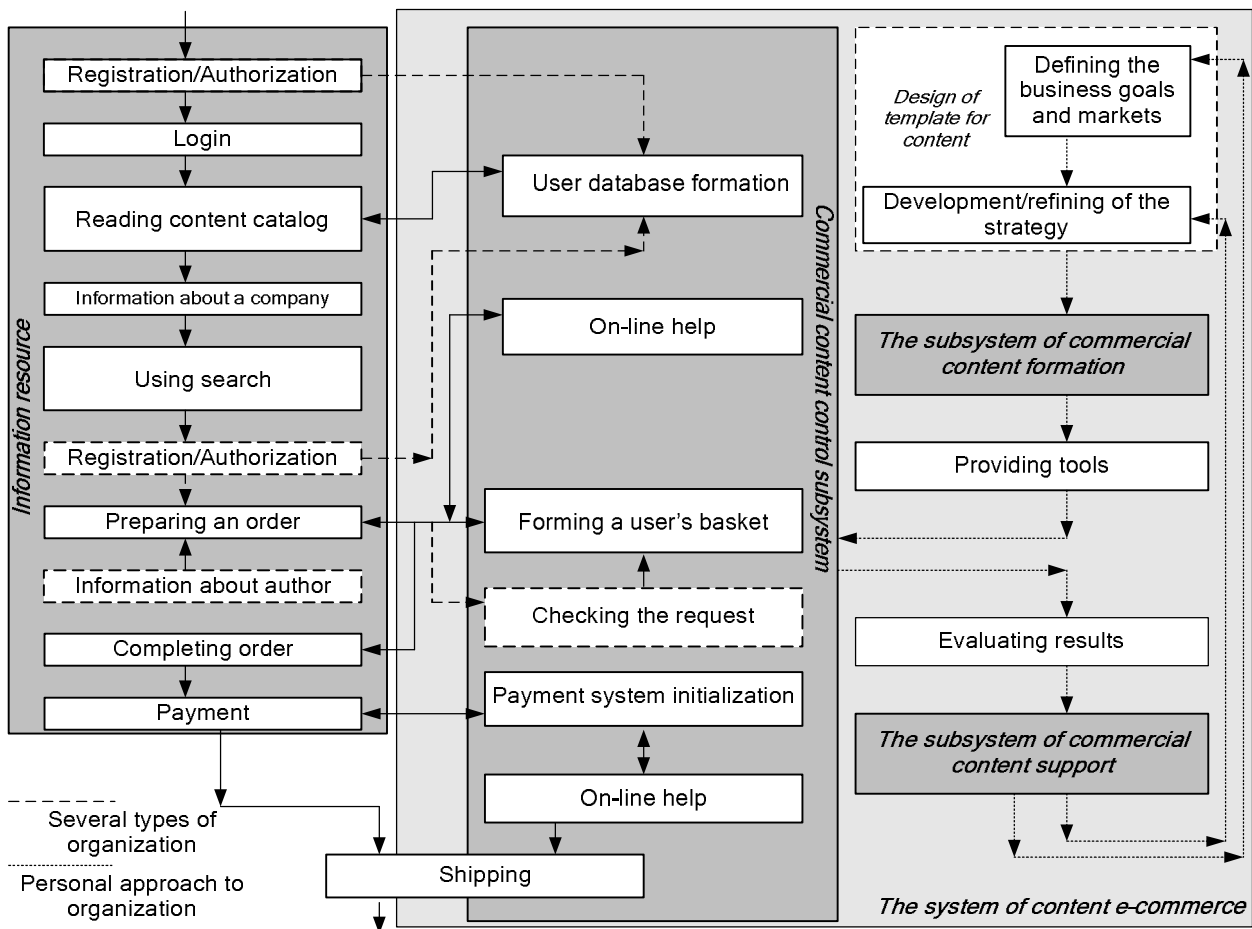 Registration/Authorization
Login
Reading content catalog
Information about a company
Using search
Registration/Authorization
Preparing an order
Information about author
Completing order
Payment
Information resource
Several types of
organization
Personal approach to
organization
User database formation
On-line help
Forming a user's basket
Checking the request
Payment system initialization
On-line help
Shipping
Commercial content control subsystem
Design of
template for
content
Defining the
business goals
and markets
Development/refining of the
strategy
The subsystem of commercial
content formation
Providing tools
Evaluating results
The subsystem of commercial
content support
The system of content e-commerce